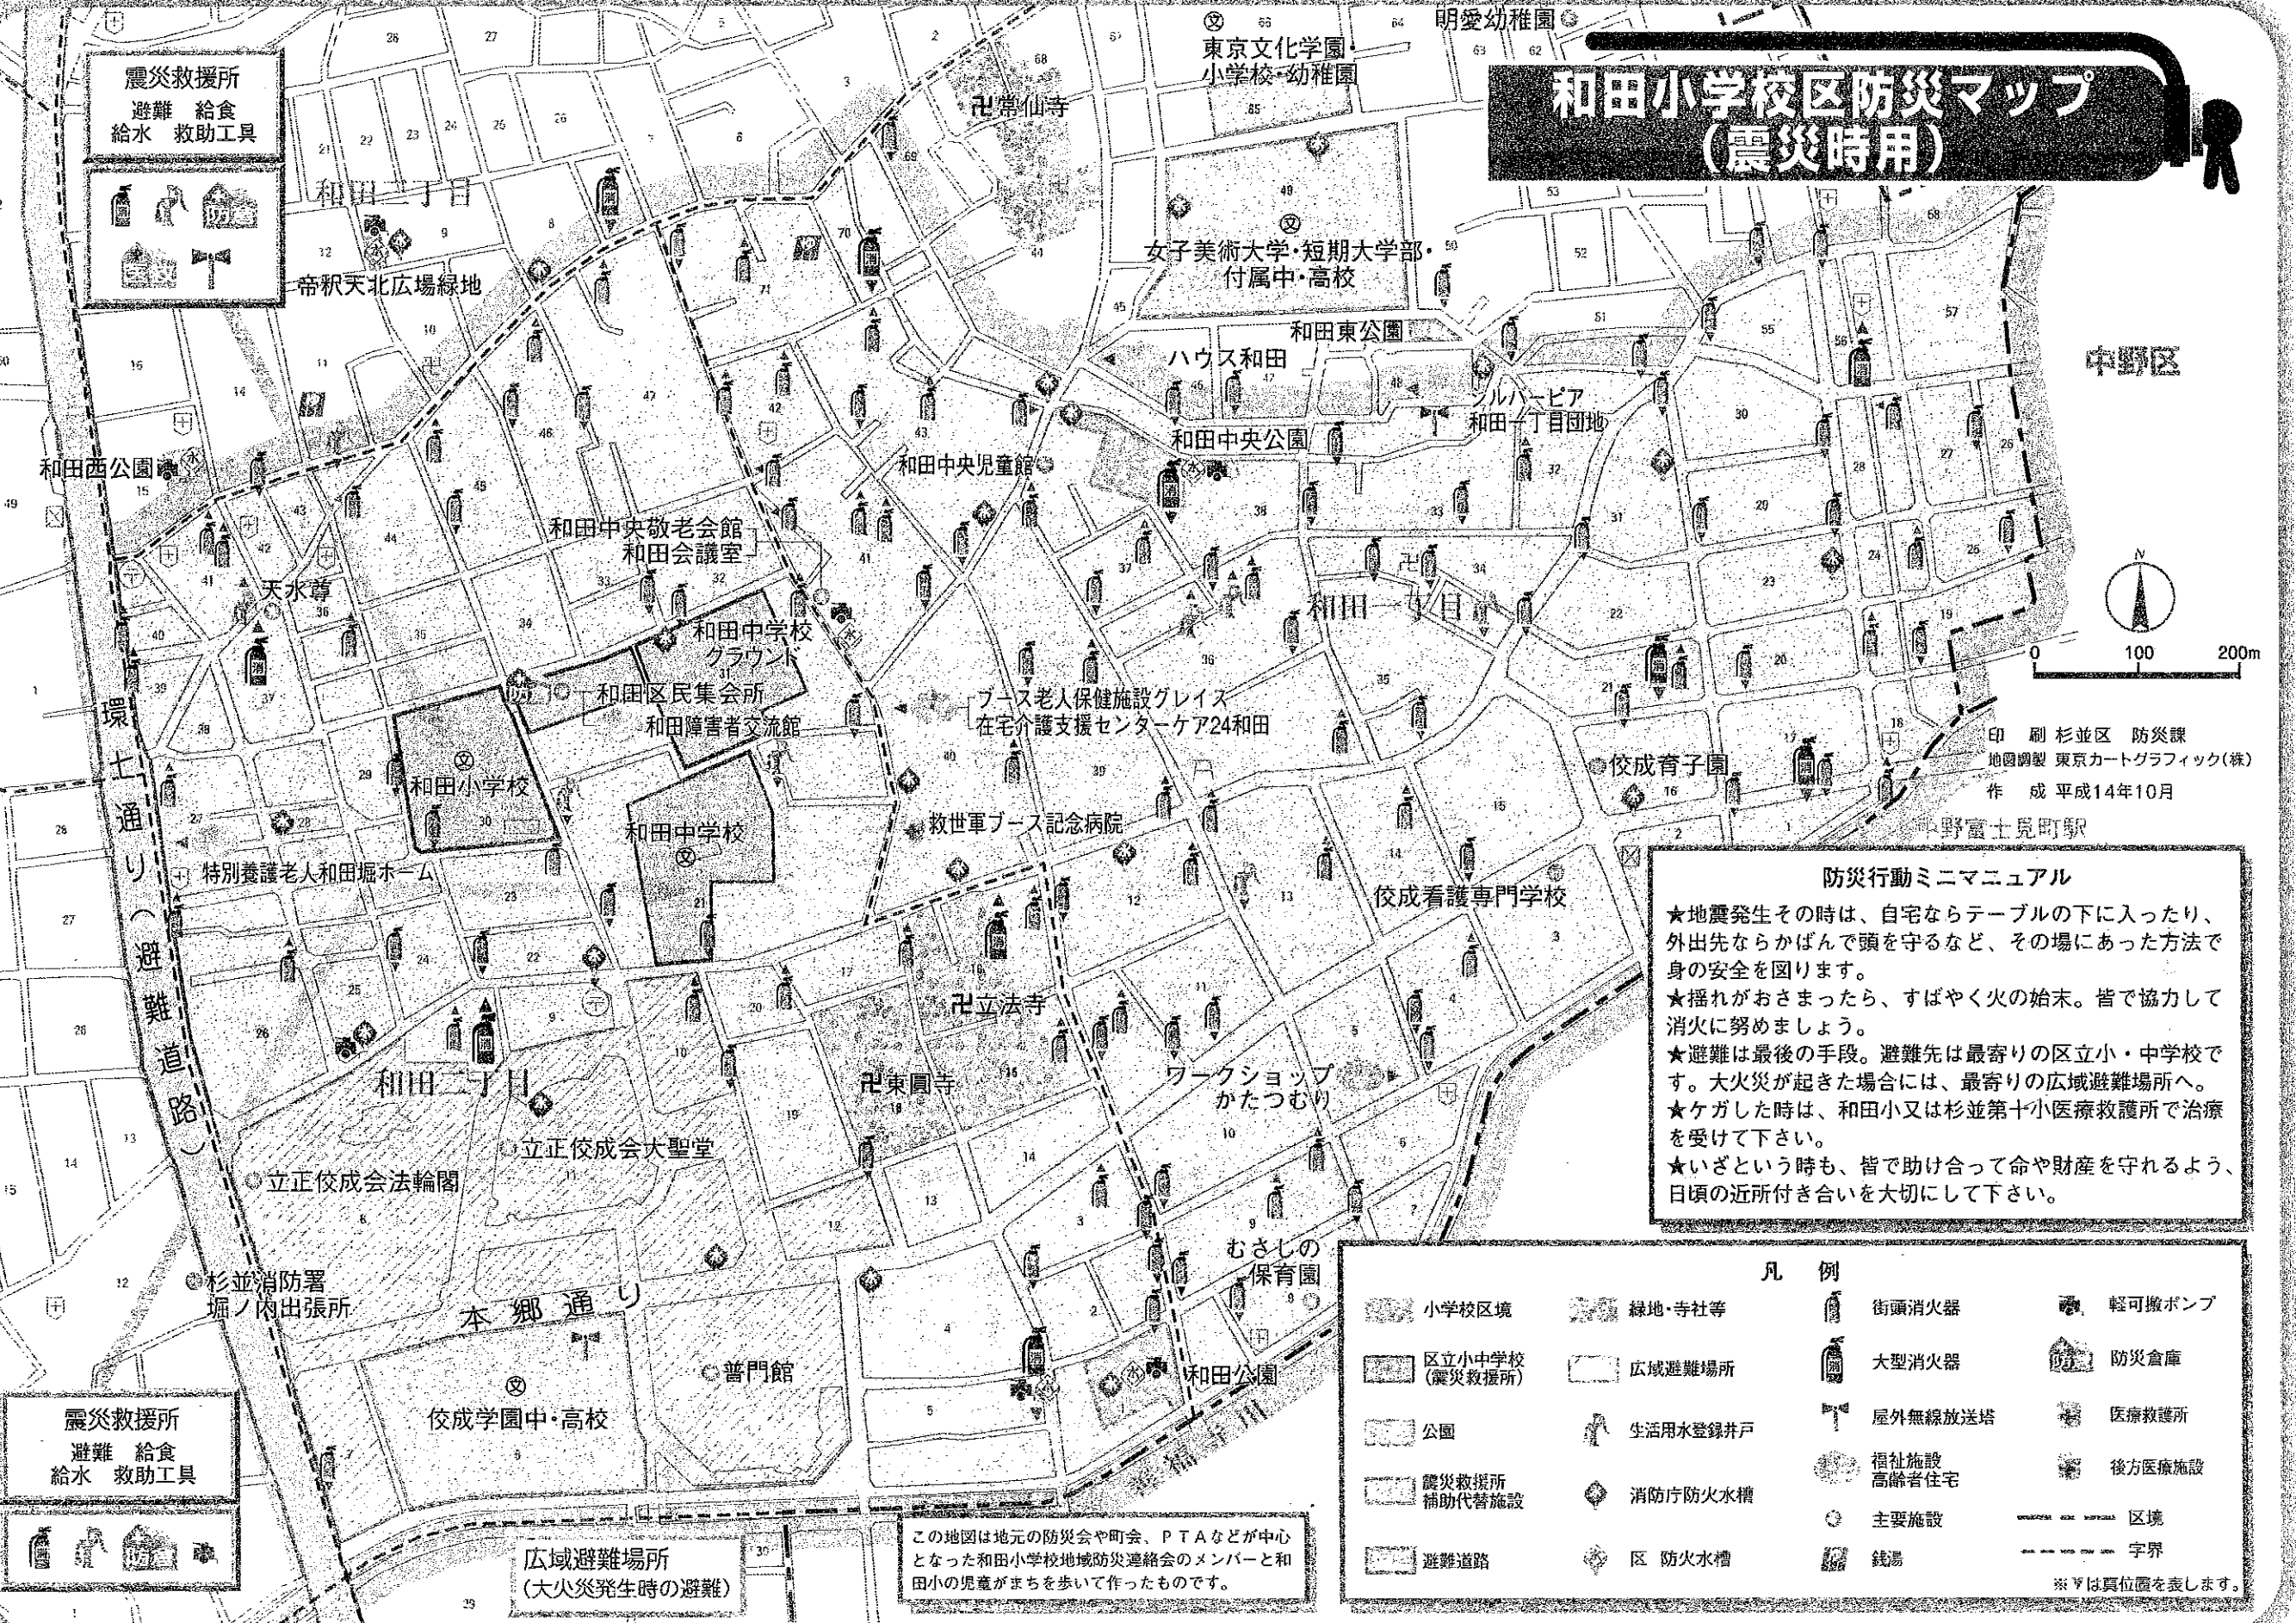 和田小学校区防災マップ
(震災時用)
震災救援所
避難 給食
給水 救助工具
防倉
和田三丁目
帝釈天北広場緑地
卍常仙寺
東京文化学園・
小学校・幼稚園
明愛幼稚園
女子美術大学・短期大学部・
付属中・高校
和田東公園
ハウス和田
シルバーピア
和田一丁目団地
中野区
和田西公園
和田中央公園
和田中央児童館
和田中央敬老会館
和田会議室
天水尊
和田中学校
グラウンド
和田一丁目
和田区民集会所
和田障害者交流館
ブース老人保健施設グレイス
在宅介護支援センターケア24和田
和田小学校
和田中学校
救世軍ブース記念病院
佼成育子園
特別養護老人和田堀ホーム
佼成看護専門学校
環七通り(避難道路)
卍立法寺
卍東圓寺
和田二丁目
ワークショップ
かたつむり
立正佼成会大聖堂
立正佼成会法輪閣
杉並消防署
堀ノ内出張所
本郷通り
むさしの
保育園
普門館
和田公園
佼成学園中・高校
善福寺川
N
0 100 200m
印 刷 杉並区 防災課
地図調製 東京カートグラフィック(株)
作 成 平成14年10月
中野富士見町駅
防災行動ミニマニュアル
★地震発生その時は、自宅ならテーブルの下に入ったり、
外出先ならかばんで頭を守るなど、その場にあった方法で
身の安全を図ります。
★揺れがおさまったら、すばやく火の始末。皆で協力して
消火に努めましょう。
★避難は最後の手段。避難先は最寄りの区立小・中学校で
す。大火災が起きた場合には、最寄りの広域避難場所へ。
★ケガした時は、和田小又は杉並第十小医療救護所で治療
を受けて下さい。
★いざという時も、皆で助け合って命や財産を守れるよう、
日頃の近所付き合いを大切にして下さい。
凡 例
小学校区境
区立小中学校
(震災救援所)
公園
震災救援所
補助代替施設
避難道路
緑地・寺社等
広域避難場所
生活用水登録井戸
消防庁防火水槽
区 防火水槽
街頭消火器
大型消火器
屋外無線放送塔
福祉施設
高齢者住宅
主要施設
銭湯
軽可搬ポンプ
防災倉庫
医療救護所
後方医療施設
区境
字界
※▼は真位置を表します。
震災救援所
避難 給食
給水 救助工具
防倉
広域避難場所
(大火災発生時の避難)
この地図は地元の防災会や町会、PTAなどが中心
となった和田小学校地域防災連絡会のメンバーと和
田小の児童がまちを歩いて作ったものです。